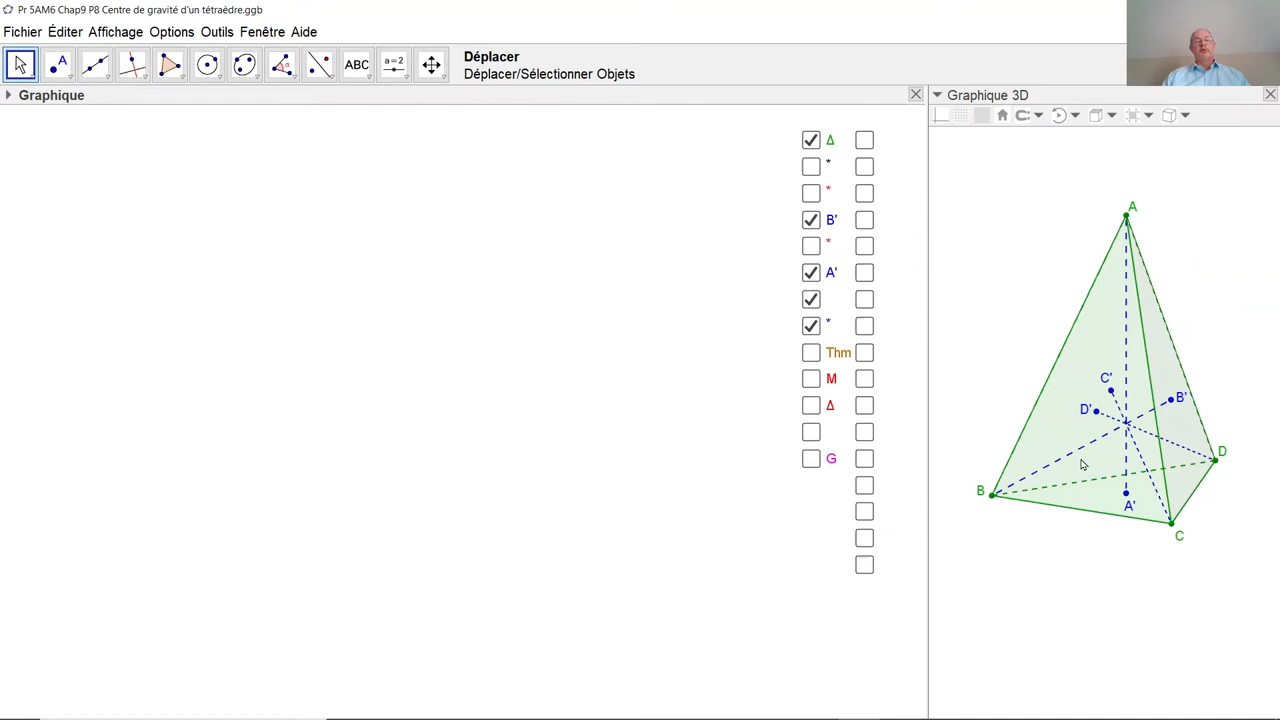 Pr 5AM6 Chap9 P8 Centre de gravité d'un tétraèdre.ggb
Fichier Éditer Affichage Options Outils Fenêtre Aide
A ABC a=2
Déplacer
Déplacer/Sélectionner Objets
Graphique
Graphique 3D
Δ
*
*
B'
*
A'
*
Thm
M
Δ
G
A
C'
D'
B'
D
B
A'
C